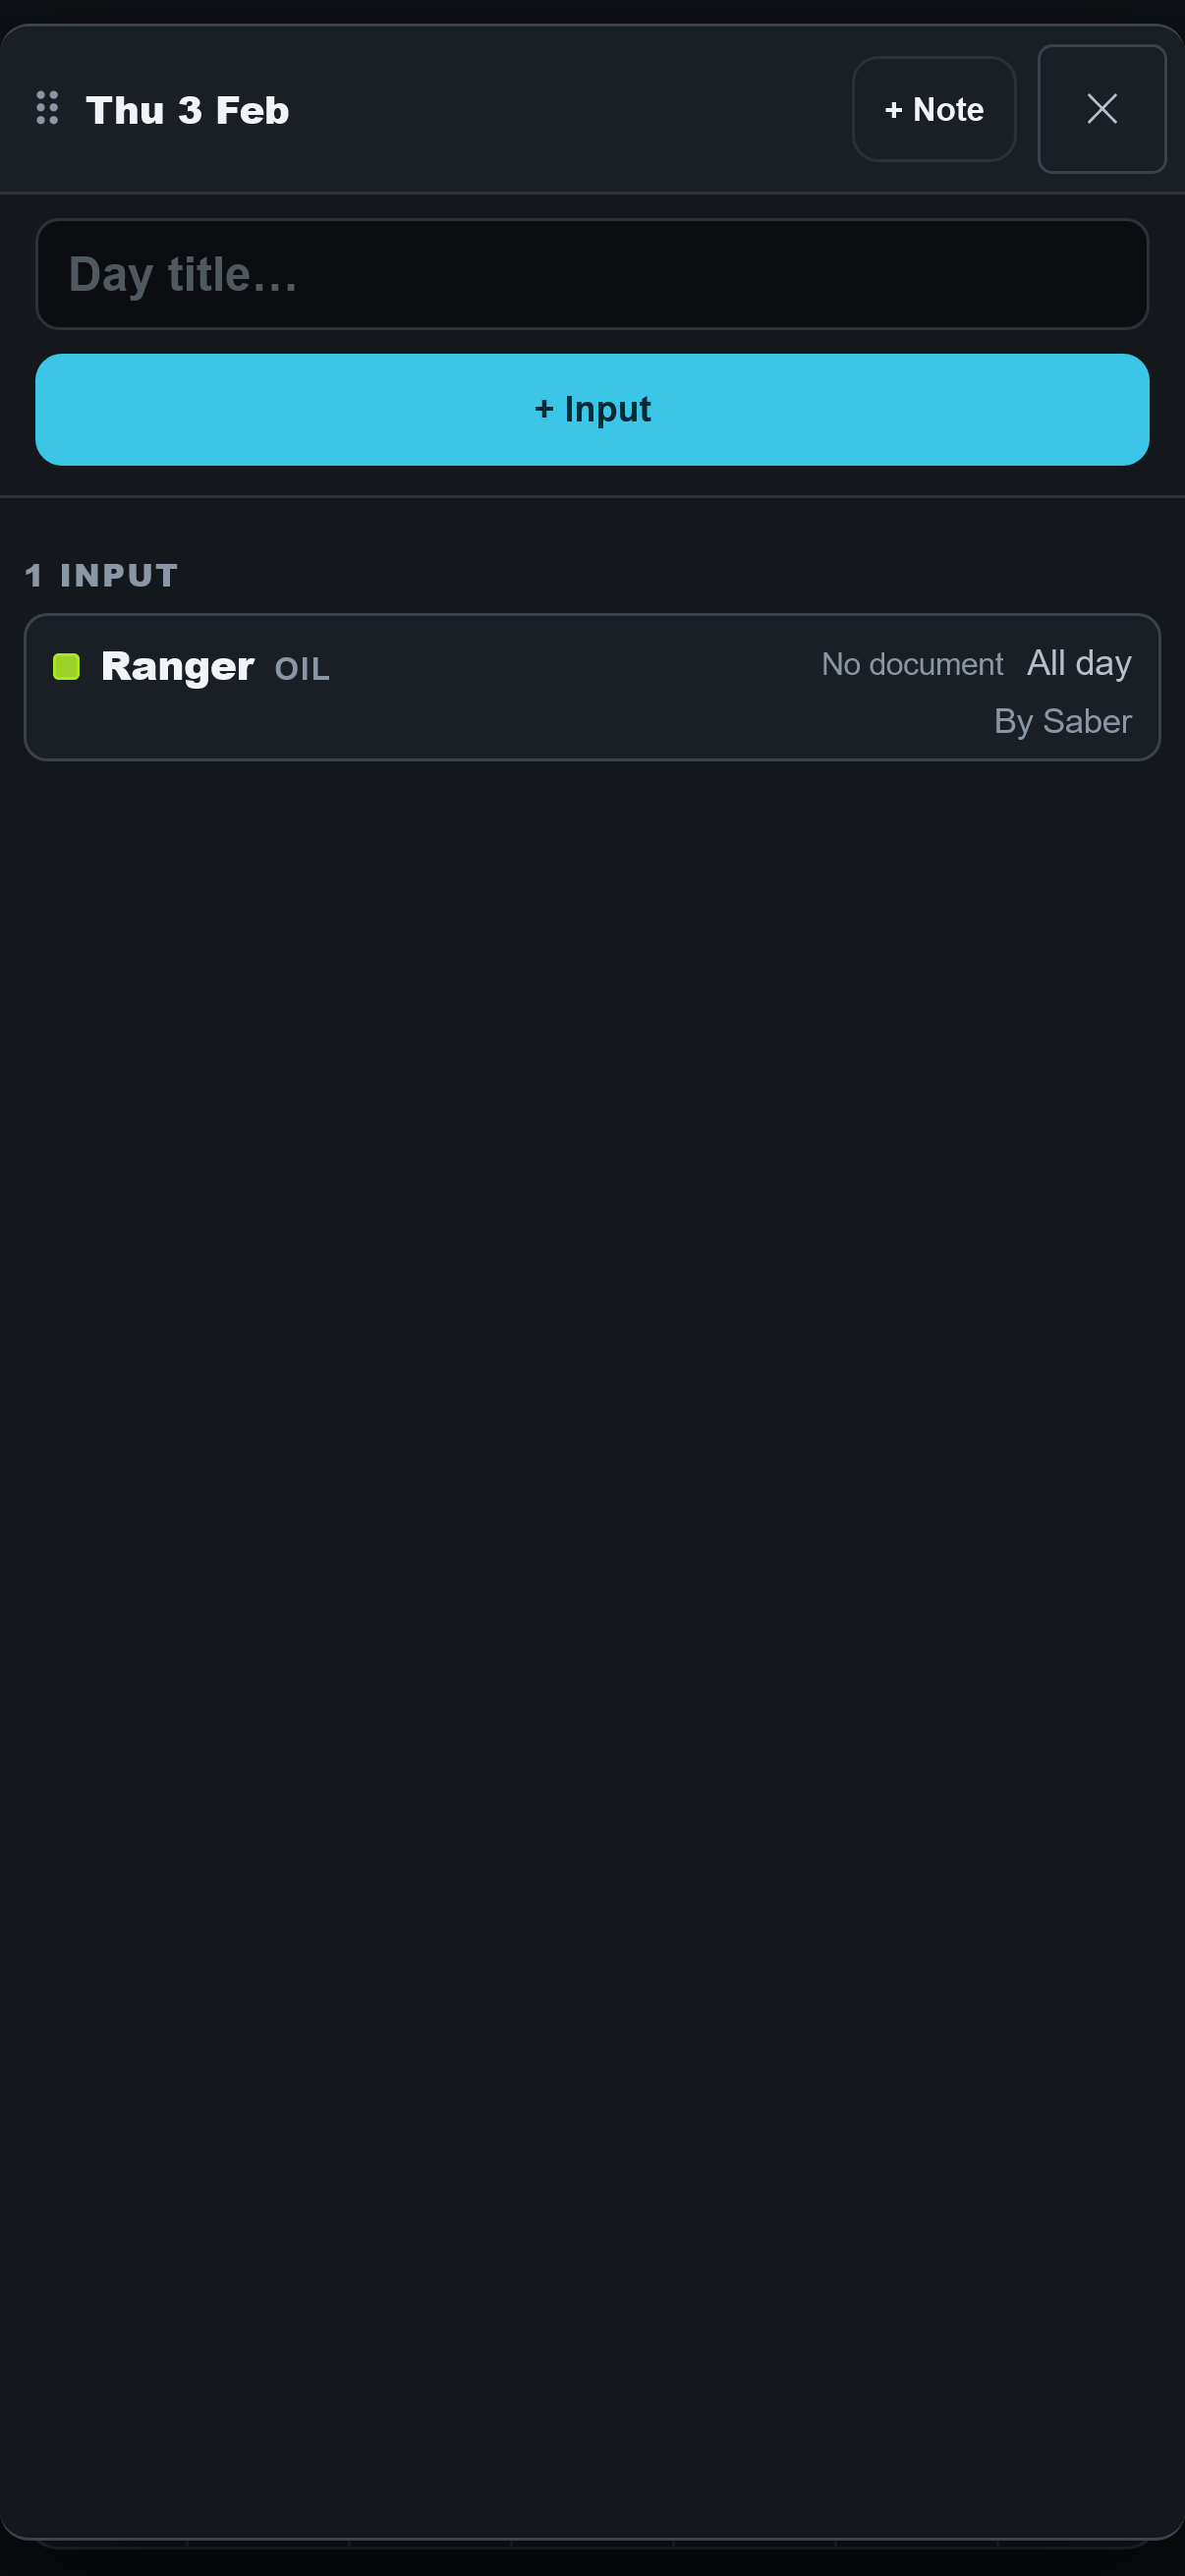 Thu 3 Feb
+ Note
Day title...
+ Input
1 INPUT
Ranger OIL
No document All day
By Saber